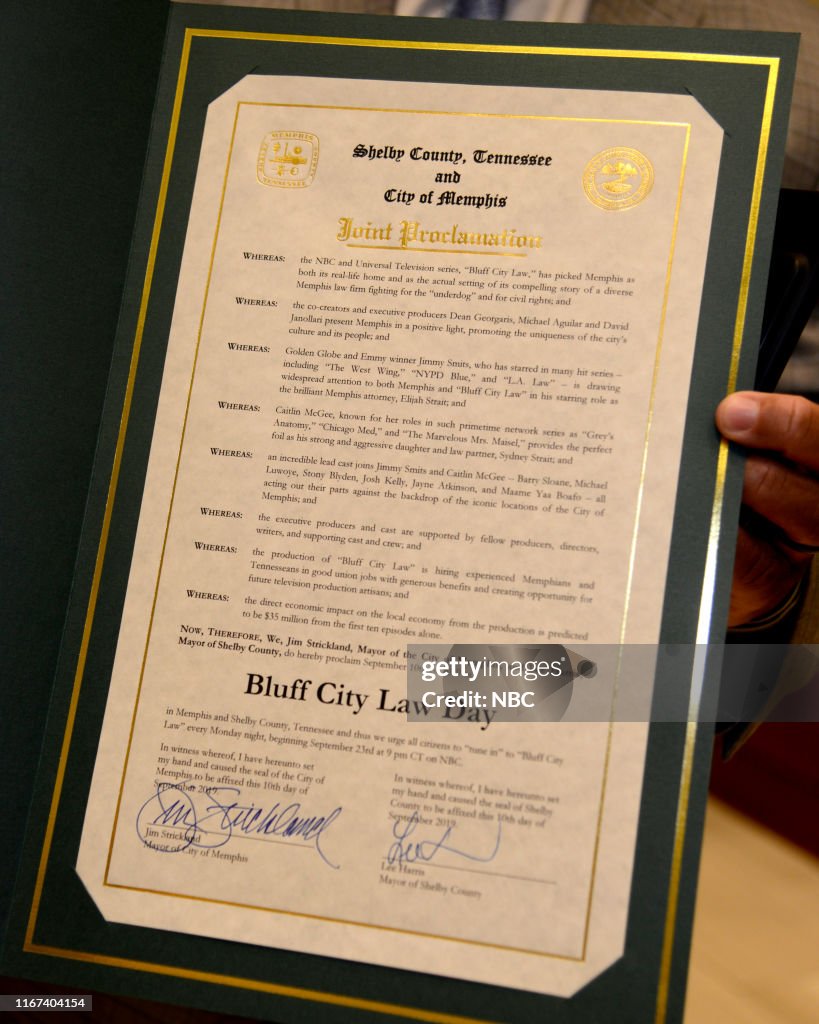 MEMPHIS
TENNESSEE
Shelby County, Tennessee
and
City of Memphis
Joint Proclamation
WHEREAS: the NBC and Universal Television series, "Bluff City Law," has picked Memphis as
both its real-life home and as the actual setting of its compelling story of a diverse
Memphis law firm fighting for the "underdog" and for civil rights; and
WHEREAS: the co-creators and executive producers Dean Georgaris, Michael Aguilar and David
Janollari present Memphis in a positive light, promoting the uniqueness of the city's
culture and its people; and
WHEREAS: Golden Globe and Emmy winner Jimmy Smits, who has starred in many hit series –
including "The West Wing," "NYPD Blue," and "L.A. Law" – is drawing
widespread attention to both Memphis and "Bluff City Law" in his starring role as
the brilliant Memphis attorney, Elijah Strait; and
WHEREAS: Caitlin McGee, known for her roles in such primetime network series as "Grey's
Anatomy," "Chicago Med," and "The Marvelous Mrs. Maisel," provides the perfect
foil as his strong and aggressive daughter and law partner, Sydney Strait; and
WHEREAS: an incredible lead cast joins Jimmy Smits and Caitlin McGee – Barry Sloane, Michael
Luwoye, Stony Blyden, Josh Kelly, Jayne Atkinson, and Maame Yaa Boafo – all
acting out their parts against the backdrop of the iconic locations of the City of
Memphis; and
WHEREAS: the executive producers and cast are supported by fellow producers, directors,
writers, and supporting cast and crew; and
WHEREAS: the production of "Bluff City Law" is hiring experienced Memphians and
Tennesseans in good union jobs with generous benefits and creating opportunity for
future television production artisans; and
WHEREAS: the direct economic impact on the local economy from the production is predicted
to be $35 million from the first ten episodes alone.
NOW, THEREFORE, We, Jim Strickland, Mayor of the City
Mayor of Shelby County, do hereby proclaim September 10
Bluff City Law Day
in Memphis and Shelby County, Tennessee and thus we urge all citizens to "tune in" to "Bluff City
Law" every Monday night, beginning September 23rd at 9 pm CT on NBC.
In witness whereof, I have hereunto set
my hand and caused the seal of the City of
Memphis to be affixed this 10th day of
September 2019.
Jim Strickland
Jim Strickland
Mayor of City of Memphis
In witness whereof, I have hereunto set
my hand and caused the seal of Shelby
County to be affixed this 10th day of
September 2019.
Lee Harris
Mayor of Shelby County
gettyimages
Credit: NBC
1167404154